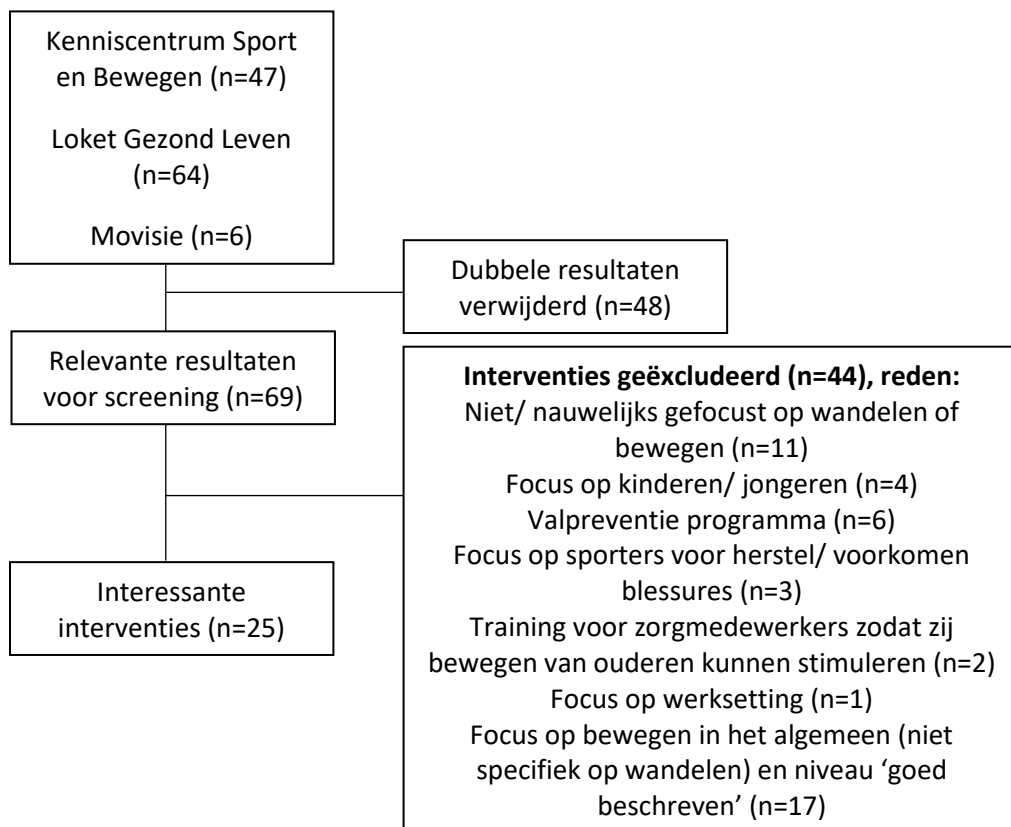 Kenniscentrum Sport
en Bewegen (n=47)
Loket Gezond Leven
(n=64)
Movisie (n=6)
Dubbele resultaten
verwijderd (n=48)
Relevante resultaten
voor screening (n=69)
Interventies geëxcludeerd (n=44), reden:
Niet/ nauwelijks gefocust op wandelen of
bewegen (n=11)
Focus op kinderen/ jongeren (n=4)
Valpreventie programma (n=6)
Focus op sporters voor herstel/ voorkomen
blessures (n=3)
Training voor zorgmedewerkers zodat zij
bewegen van ouderen kunnen stimuleren (n=2)
Focus op werksetting (n=1)
Focus op bewegen in het algemeen (niet
specifiek op wandelen) en niveau ‘goed
beschreven’ (n=17)
Interessante
interventies (n=25)